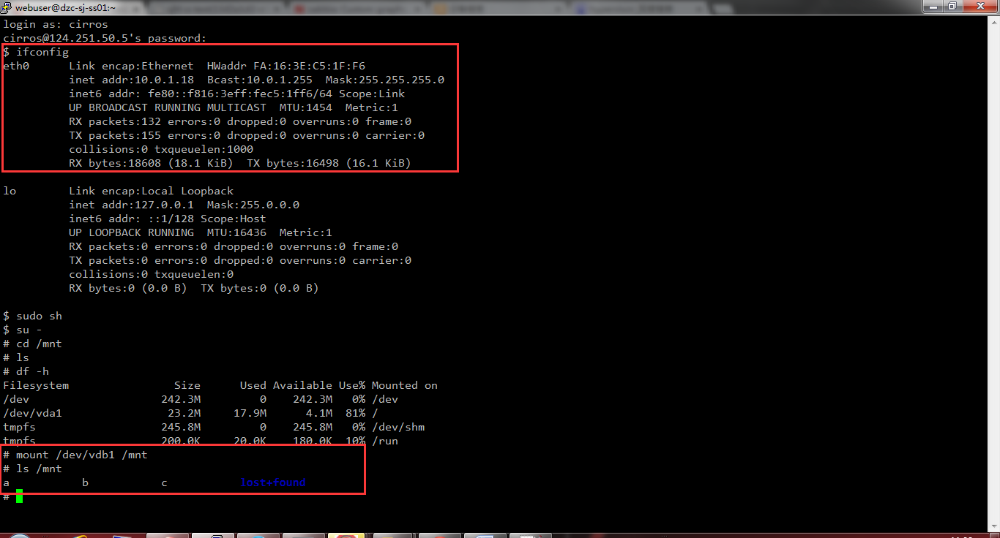 webuser@dzc-sj-ss01:~
login as: cirros
cirros@124.251.50.5's password:
$ ifconfig
eth0      Link encap:Ethernet  HWaddr FA:16:3E:C5:1F:F6
          inet addr:10.0.1.18  Bcast:10.0.1.255  Mask:255.255.255.0
          inet6 addr: fe80::f816:3eff:fec5:1ff6/64 Scope:Link
          UP BROADCAST RUNNING MULTICAST  MTU:1454  Metric:1
          RX packets:132 errors:0 dropped:0 overruns:0 frame:0
          TX packets:155 errors:0 dropped:0 overruns:0 carrier:0
          collisions:0 txqueuelen:1000
          RX bytes:18608 (18.1 KiB)  TX bytes:16498 (16.1 KiB)
lo        Link encap:Local Loopback
          inet addr:127.0.0.1  Mask:255.0.0.0
          inet6 addr: ::1/128 Scope:Host
          UP LOOPBACK RUNNING  MTU:16436  Metric:1
          RX packets:0 errors:0 dropped:0 overruns:0 frame:0
          TX packets:0 errors:0 dropped:0 overruns:0 carrier:0
          collisions:0 txqueuelen:0
          RX bytes:0 (0.0 B)  TX bytes:0 (0.0 B)
$ sudo sh
$ su -
# cd /mnt
# ls
# df -h
Filesystem                Size      Used Available Use% Mounted on
/dev                    242.3M         0    242.3M   0% /dev
/dev/vda1                23.2M     17.9M      4.1M  81% /
tmpfs                   245.8M         0    245.8M   0% /dev/shm
tmpfs                   200.0K     20.0K    180.0K  10% /run
# mount /dev/vdb1 /mnt
# ls /mnt
a           b           c           lost+found
#